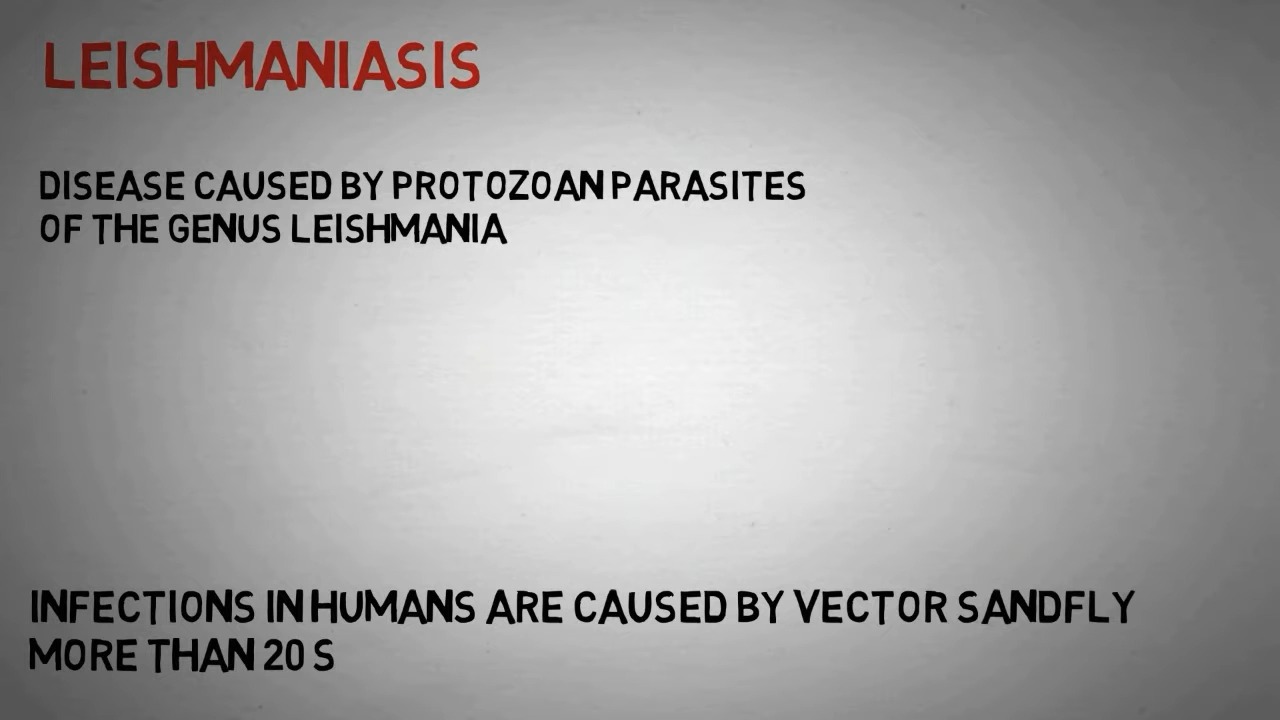 LEISHMANIASIS
DISEASE CAUSED BY PROTOZOAN PARASITES
OF THE GENUS LEISHMANIA
INFECTIONS IN HUMANS ARE CAUSED BY VECTOR SANDFLY
MORE THAN 20 S